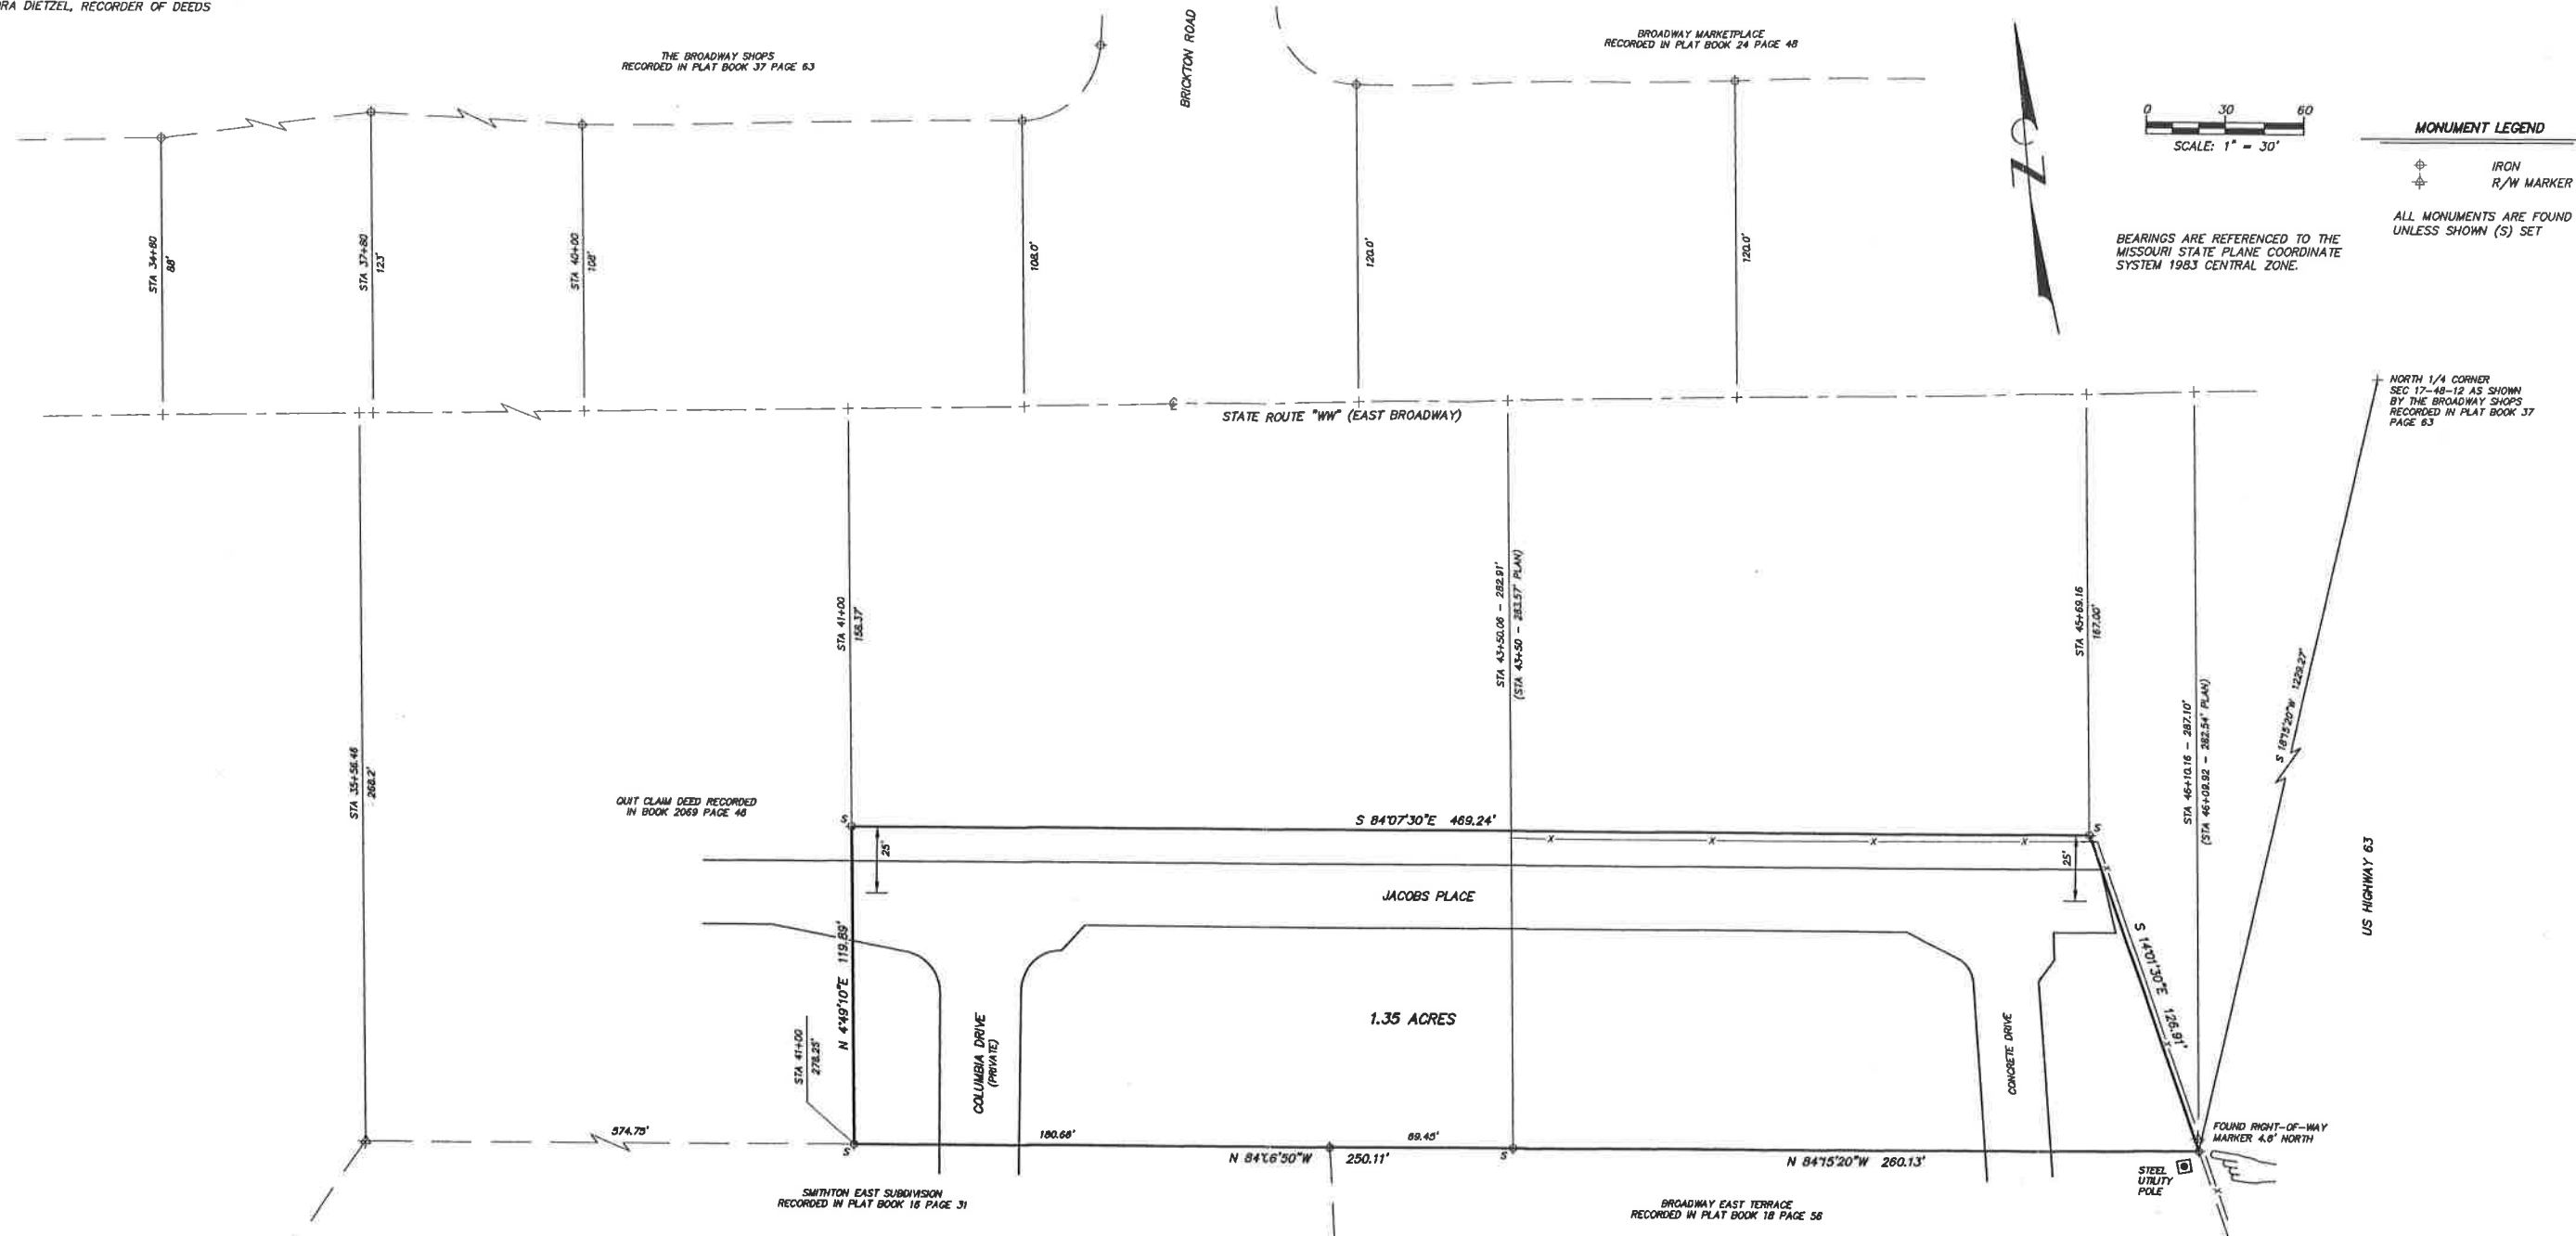 RA DIETZEL, RECORDER OF DEEDS
THE BROADWAY SHOPS
RECORDED IN PLAT BOOK 37 PAGE 63
BRICKTON ROAD
BROADWAY MARKETPLACE
RECORDED IN PLAT BOOK 24 PAGE 48
0 30 60
SCALE: 1" = 30'
MONUMENT LEGEND
IRON
R/W MARKER
ALL MONUMENTS ARE FOUND
UNLESS SHOWN (S) SET
BEARINGS ARE REFERENCED TO THE
MISSOURI STATE PLANE COORDINATE
SYSTEM 1983 CENTRAL ZONE.
N
STA 34+80
88'
STA 37+80
123'
STA 40+00
108'
108.0'
120.0'
120.0'
NORTH 1/4 CORNER
SEC 17-48-12 AS SHOWN
BY THE BROADWAY SHOPS
RECORDED IN PLAT BOOK 37
PAGE 63
STATE ROUTE "WW" (EAST BROADWAY)
STA 35+56.46
268.2'
STA 41+00
158.37'
STA 43+50.06 - 282.91'
(STA 43+50 - 283.57' PLAN)
STA 45+69.16
167.00'
STA 46+10.16 - 287.10'
(STA 46+09.92 - 282.54' PLAN)
S 18°15'20"W 1229.27'
US HIGHWAY 63
QUIT CLAIM DEED RECORDED
IN BOOK 2069 PAGE 46
S
S 84°07'30"E 469.24'
S
25'
25'
JACOBS PLACE
N 4°49'10"E 119.89'
S 14°01'30"E 126.91'
1.35 ACRES
COLUMBIA DRIVE
(PRIVATE)
CONCRETE DRIVE
STA 41+00
278.25'
574.75'
S
180.66'
69.45'
S
N 84°16'50"W 250.11'
N 84°15'20"W 260.13'
FOUND RIGHT-OF-WAY
MARKER 4.6' NORTH
STEEL
UTILITY
POLE
SMITHTON EAST SUBDIVISION
RECORDED IN PLAT BOOK 16 PAGE 31
BROADWAY EAST TERRACE
RECORDED IN PLAT BOOK 18 PAGE 56